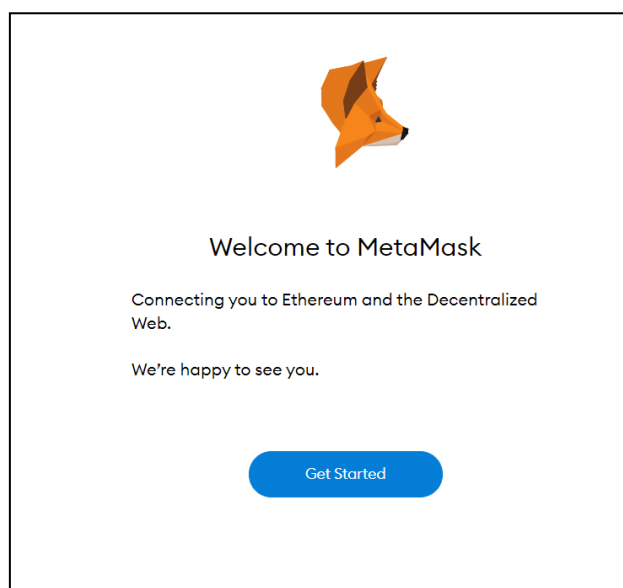 Welcome to MetaMask
Connecting you to Ethereum and the Decentralized
Web.
We’re happy to see you.
Get Started